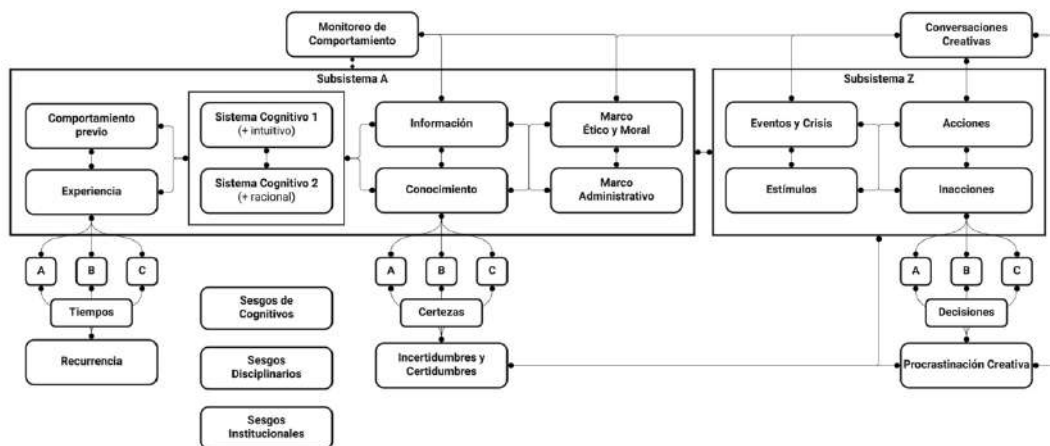 Monitoreo de
Comportamiento
Conversaciones
Creativas
Subsistema A
Subsistema Z
Comportamiento
previo
Sistema Cognitivo 1
(+ intuitivo)
Información
Marco
Ético y Moral
Eventos y Crisis
Acciones
Experiencia
Sistema Cognitivo 2
(+ racional)
Conocimiento
Marco
Administrativo
Estímulos
Inacciones
A
B
C
A
B
C
A
B
C
Tiempos
Sesgos de
Cognitivos
Certezas
Decisiones
Recurrencia
Sesgos
Disciplinarios
Incertidumbres y
Certidumbres
Procrastinación Creativa
Sesgos
Institucionales